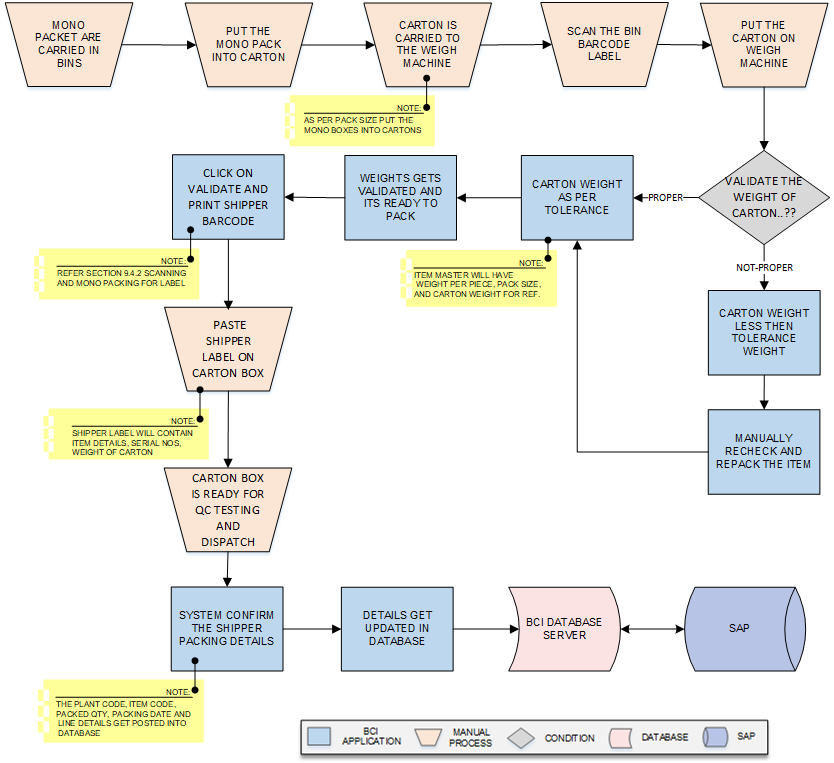 MONO
PACKET ARE
CARRIED IN
BINS
PUT THE
MONO PACK
INTO CARTON
CARTON IS
CARRIED TO
THE WEIGH
MACHINE
SCAN THE BIN
BARCODE
LABEL
PUT THE
CARTON ON
WEIGH
MACHINE
NOTE:
AS PER PACK SIZE PUT THE
MONO BOXES INTO CARTONS
VALIDATE THE
WEIGHT OF
CARTON..??
PROPER
CARTON WEIGHT
AS PER
TOLERANCE
WEIGHTS GETS
VALIDATED AND
ITS READY TO
PACK
CLICK ON
VALIDATE AND
PRINT SHIPPER
BARCODE
NOTE:
ITEM MASTER WILL HAVE
WEIGHT PER PIECE, PACK SIZE,
AND CARTON WEIGHT FOR REF.
NOTE:
REFER SECTION 9.4.2 SCANNING
AND MONO PACKING FOR LABEL
NOT-PROPER
CARTON WEIGHT
LESS THEN
TOLERANCE
WEIGHT
MANUALLY
RECHECK AND
REPACK THE ITEM
PASTE
SHIPPER
LABEL ON
CARTON BOX
NOTE:
SHIPPER LABEL WILL CONTAIN
ITEM DETAILS, SERIAL NOS,
WEIGHT OF CARTON
CARTON BOX
IS READY FOR
QC TESTING
AND
DISPATCH
SYSTEM CONFIRM
THE SHIPPER
PACKING DETAILS
DETAILS GET
UPDATED IN
DATABASE
BCI DATABASE
SERVER
SAP
NOTE:
THE PLANT CODE, ITEM CODE,
PACKED QTY, PACKING DATE AND
LINE DETAILS GET POSTED INTO
DATABASE
BCI
APPLICATION
MANUAL
PROCESS
CONDITION
DATABASE
SAP